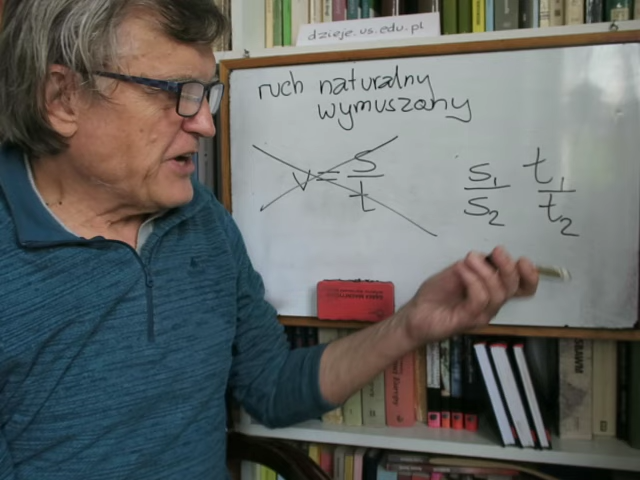 dzieje.us.edu.pl
ruch naturalny
wymuszany
v = s/t
s₁/s₂ t₁/t₂